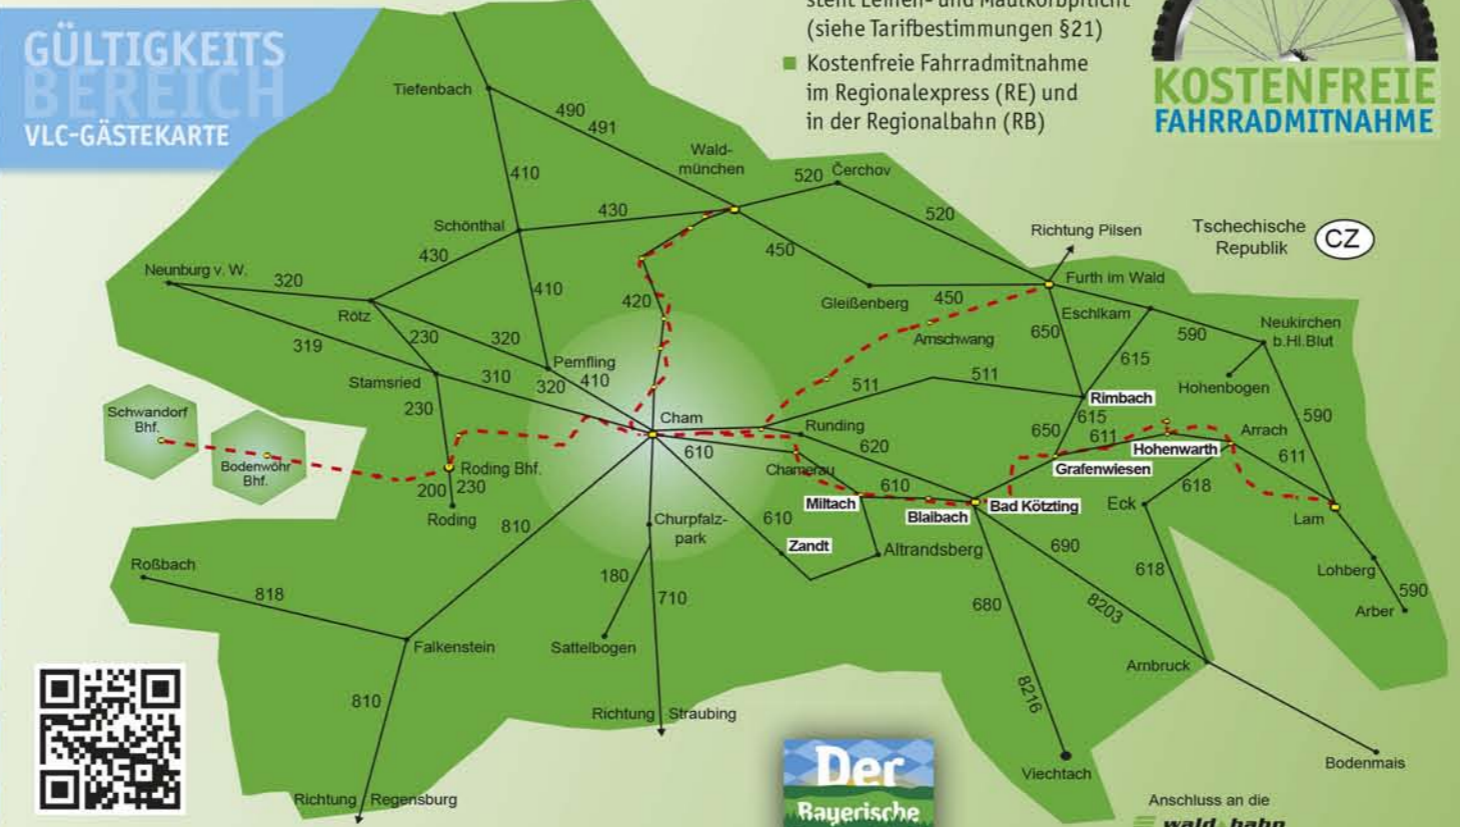 GÜLTIGKEITS
BEREICH
VLC-GÄSTEKARTE
steht Leinen- und Maulkorbpflicht
(siehe Tarifbestimmungen §21)
Kostenfreie Fahrradmitnahme
im Regionalexpress (RE) und
in der Regionalbahn (RB)
KOSTENFREIE
FAHRRADMITNAHME
Tiefenbach
490
491
Wald-
münchen
520
Čerchov
410
430
520
Schönthal
Richtung Pilsen
Tschechische
Republik
CZ
430
450
Neunburg v. W.
320
Furth im Wald
410
420
Gleißenberg
450
Eschlkam
Rötz
650
590
Neukirchen
b.Hl.Blut
319
230
320
Arnschwang
615
Pemfling
Stamsried
310
320
410
511
511
Hohenbogen
230
Rimbach
590
Schwandorf
Bhf.
Cham
Runding
615
650
611
Arrach
620
Hohenwarth
610
Bodenwöhr
Bhf.
Roding Bhf.
Chamerau
Grafenwiesen
611
200
230
610
618
Miltach
Blaibach
Bad Kötzting
Eck
Roding
810
Churpfalz-
park
610
Lam
Zandt
Altrandsberg
690
Roßbach
180
618
Lohberg
818
710
680
8203
590
Arber
Falkenstein
Sattelbogen
Arnbruck
810
8216
Richtung Straubing
Viechtach
Bodenmais
Richtung Regensburg
Der
Bayerische
Anschluss an die
wald bahn